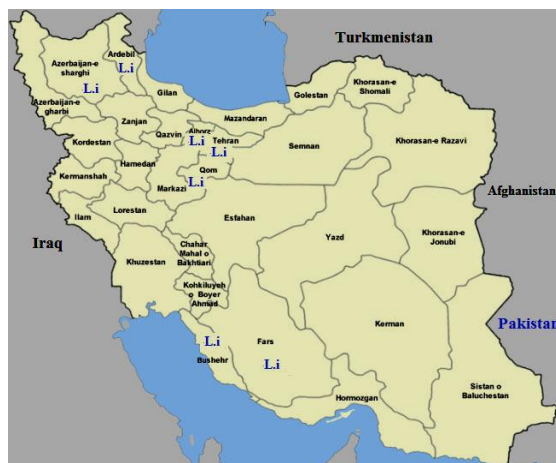 Turkmenistan
Ardebil
L.i
Azerbaijan-e
sharghi
L.i
Azerbaijan-e
gharbi
Gilan
Golestan
Khorasan-e
Shomali
Zanjan
Qazvin
Alborz
L.i
Tehran
L.i
Mazandaran
Semnan
Khorasan-e Razavi
Kordestan
Hamedan
Kermanshah
Markazi
Qom
L.i
Afghanistan
Ilam
Lorestan
Esfahan
Yazd
Khorasan-e
Jonubi
Iraq
Khuzestan
Chahar
Mahal o
Bakhtiari
Kohkiluyeh
o Boyer
Ahmad
Pakistan
L.i
Bushehr
Fars
L.i
Kerman
Hormozgan
Sistan o
Baluchestan